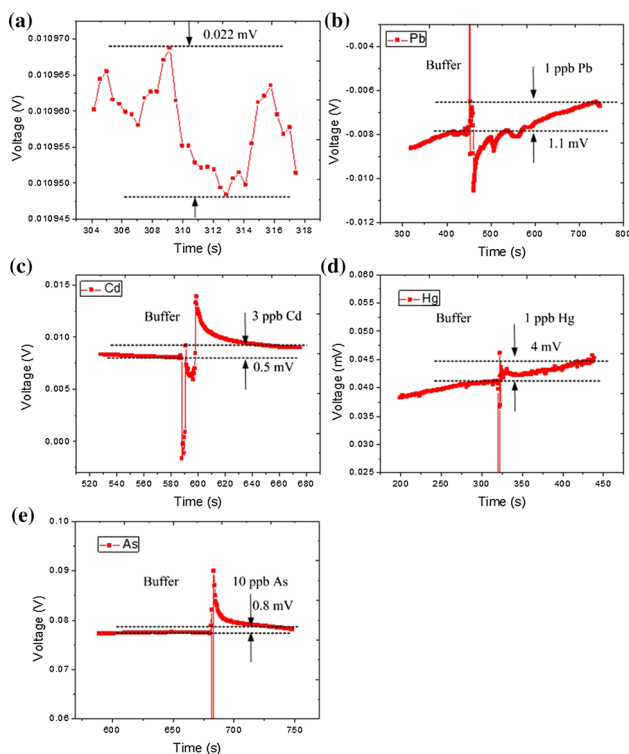 (a)
0.010970
0.010965
0.010960
0.010955
0.010950
0.010945
Voltage (V)
0.022 mV
304 306 308 310 312 314 316 318
Time (s)
(b)
-0.004
-0.006
-0.008
-0.010
-0.012
Voltage (V)
Pb
Buffer
1 ppb Pb
1.1 mV
300 400 500 600 700 800
Time (s)
(c)
0.015
0.010
0.005
0.000
Voltage (V)
Cd
Buffer
3 ppb Cd
0.5 mV
520 540 560 580 600 620 640 660 680
Time (s)
(d)
0.060
0.055
0.050
0.045
0.040
0.035
0.030
0.025
Voltage (mV)
Hg
Buffer
1 ppb Hg
4 mV
200 250 300 350 400 450
Time (s)
(e)
0.10
0.09
0.08
0.07
0.06
Voltage (V)
As
Buffer
10 ppb As
0.8 mV
600 650 700 750
Time (s)